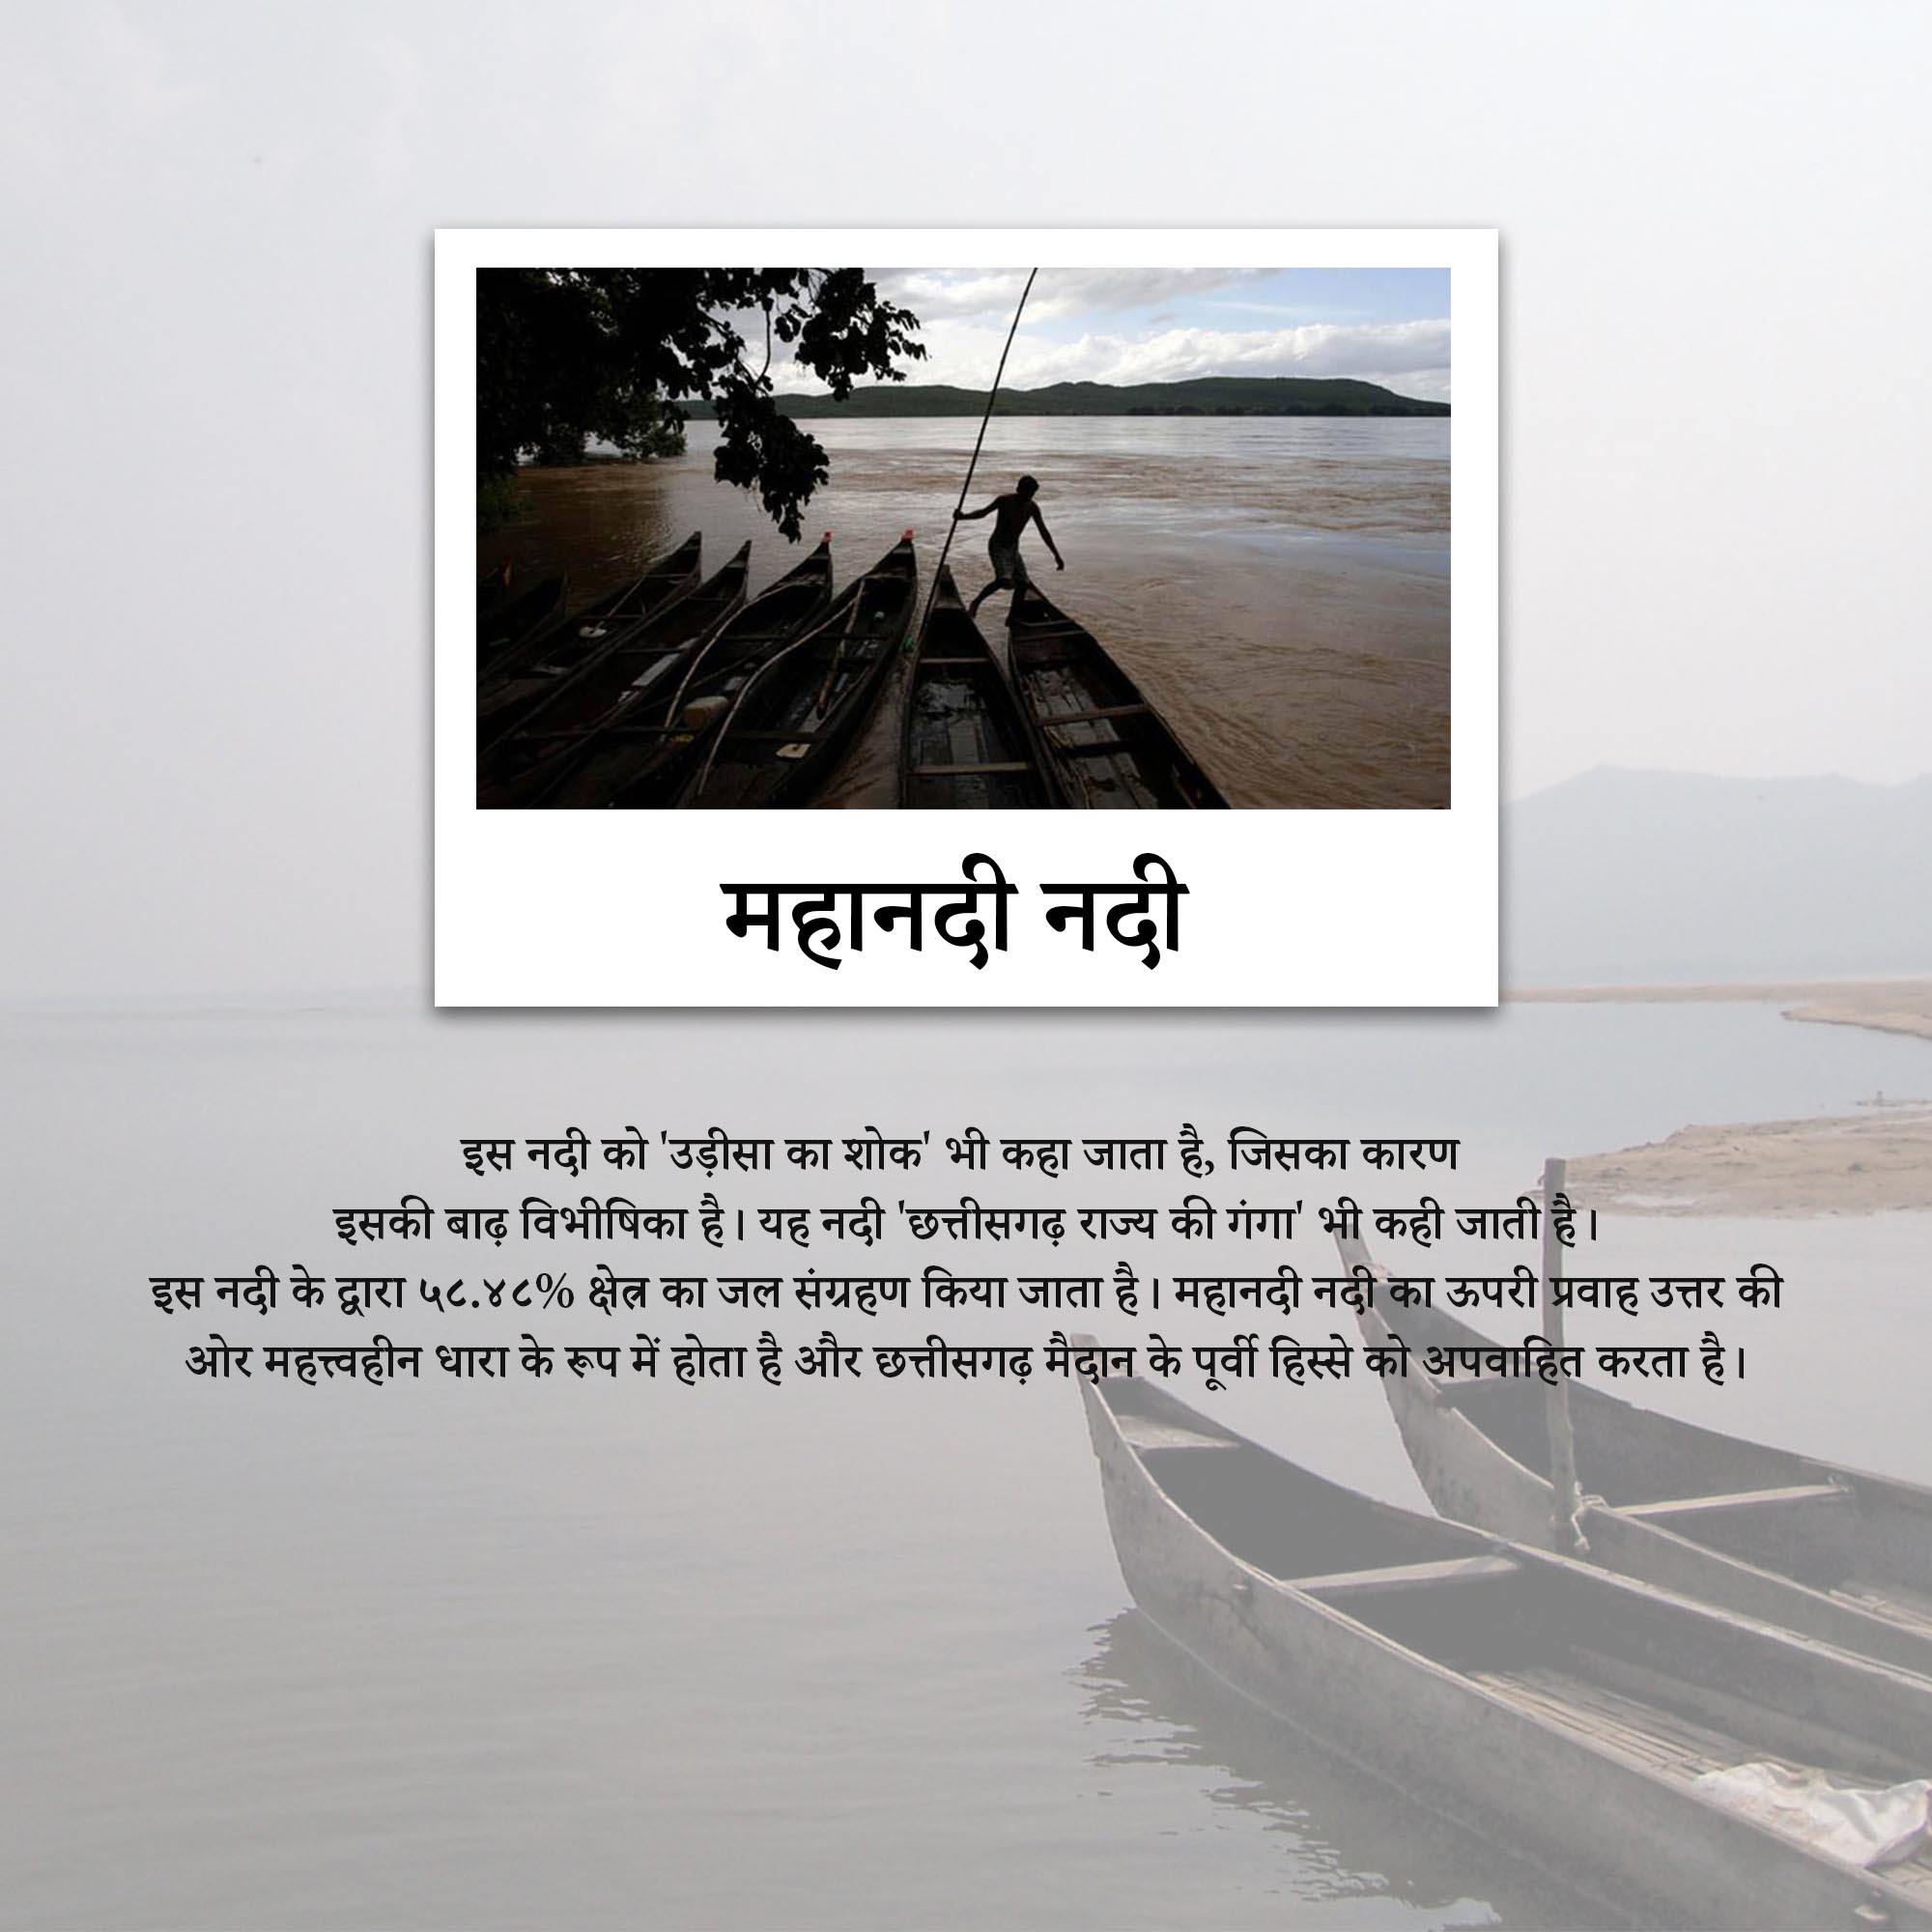 महानदी नदी
इस नदी को 'उड़ीसा का शोक' भी कहा जाता है, जिसका कारण
इसकी बाढ़ विभीषिका है। यह नदी 'छत्तीसगढ़ राज्य की गंगा' भी कही जाती है।
इस नदी के द्वारा ५८.४८% क्षेत्र का जल संग्रहण किया जाता है। महानदी नदी का ऊपरी प्रवाह उत्तर की
ओर महत्त्वहीन धारा के रूप में होता है और छत्तीसगढ़ मैदान के पूर्वी हिस्से को अपवाहित करता है।